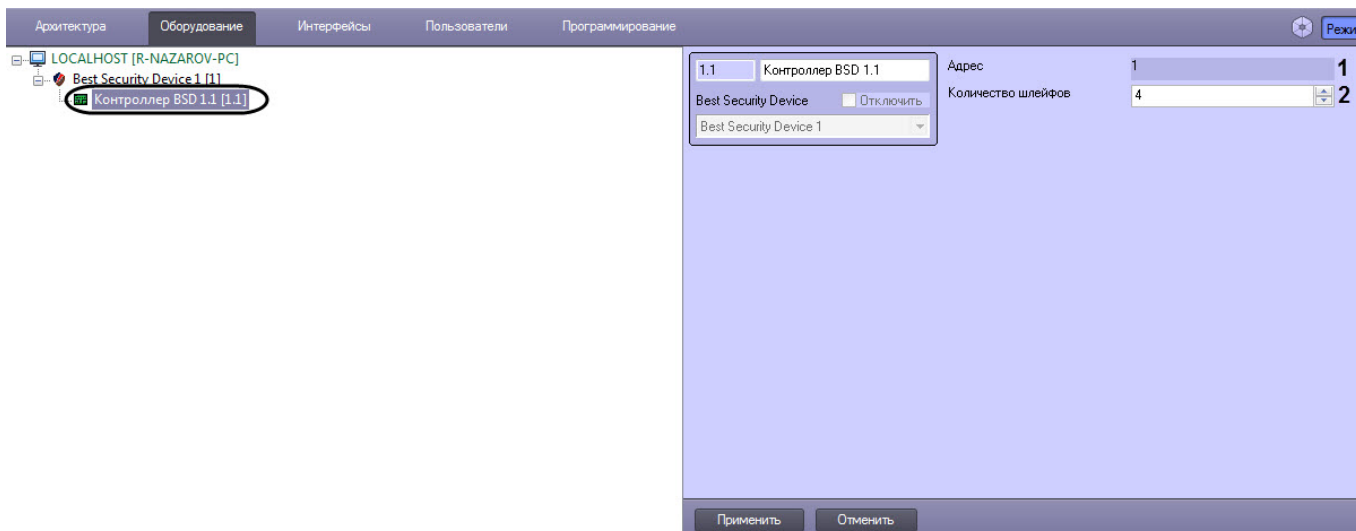 Архитектура Оборудование Интерфейсы Пользователи Программирование
LOCALHOST [R-NAZAROV-PC]
Best Security Device 1 [1]
Контроллер BSD 1.1 [1.1]
1.1 Контроллер BSD 1.1
Best Security Device Отключить
Best Security Device 1
Адрес 1 1
Количество шлейфов 4 2
Применить Отменить